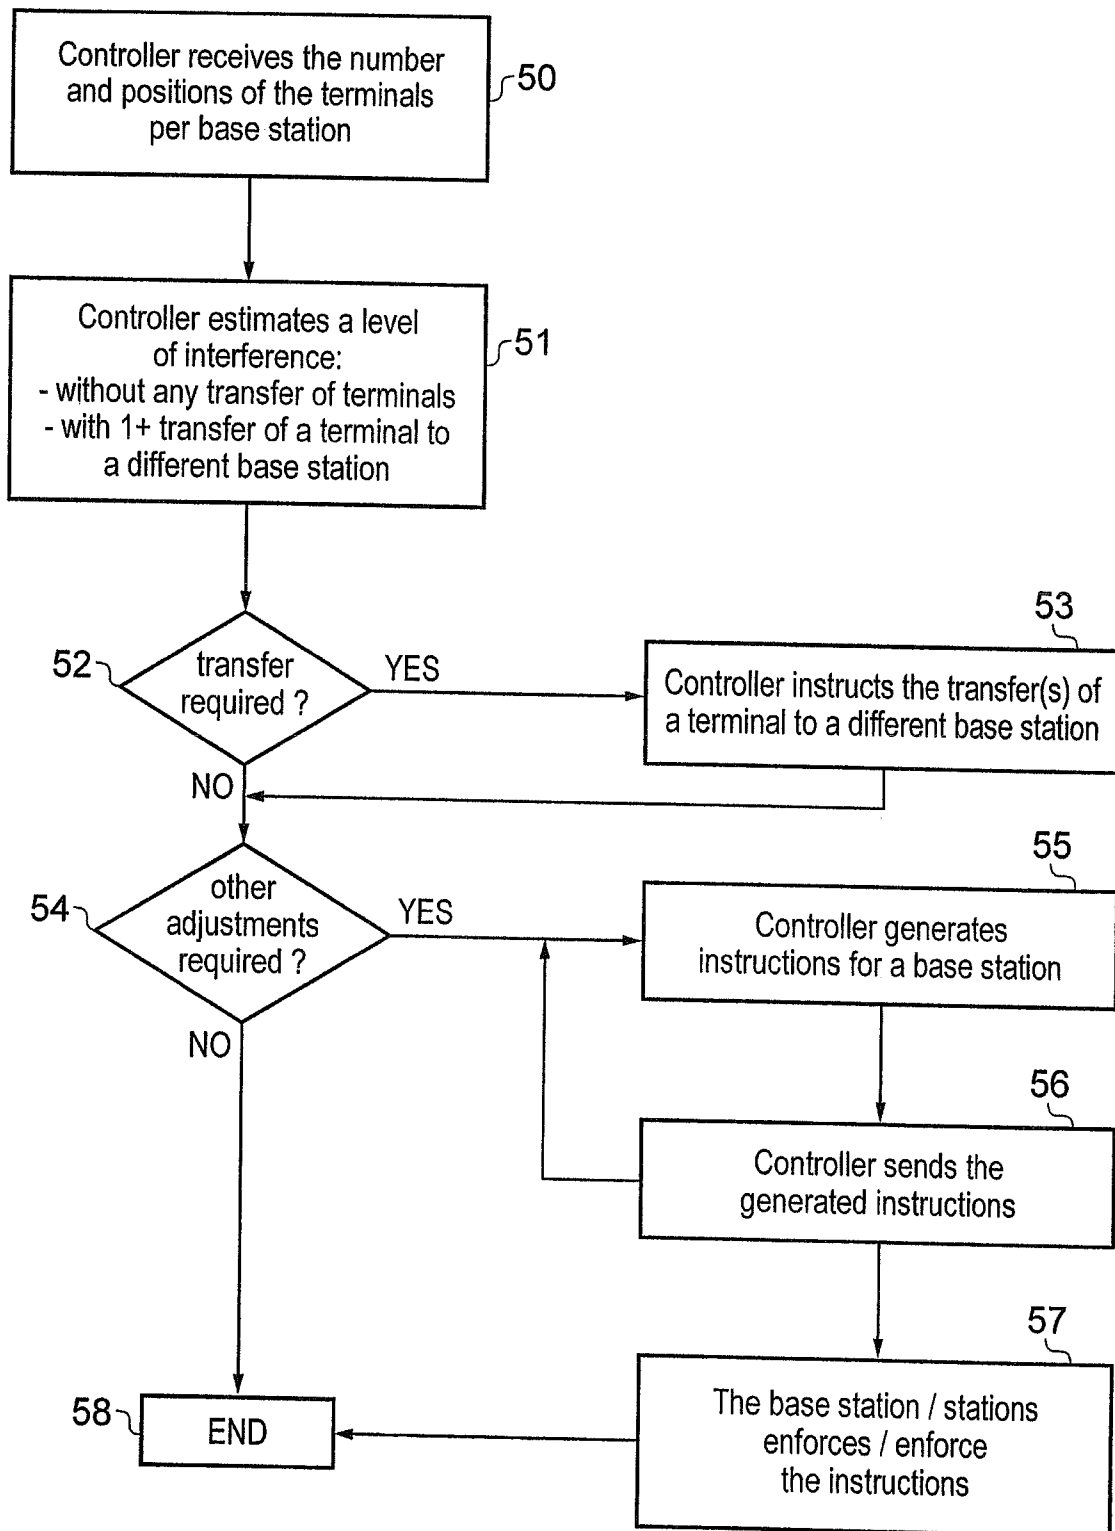 Controller receives the number
and positions of the terminals
per base station
50
Controller estimates a level
of interference:
- without any transfer of terminals
- with 1+ transfer of a terminal to
a different base station
51
52
transfer
required ?
YES
NO
53
Controller instructs the transfer(s) of
a terminal to a different base station
54
other
adjustments
required ?
YES
NO
55
Controller generates
instructions for a base station
56
Controller sends the
generated instructions
57
The base station / stations
enforces / enforce
the instructions
58
END